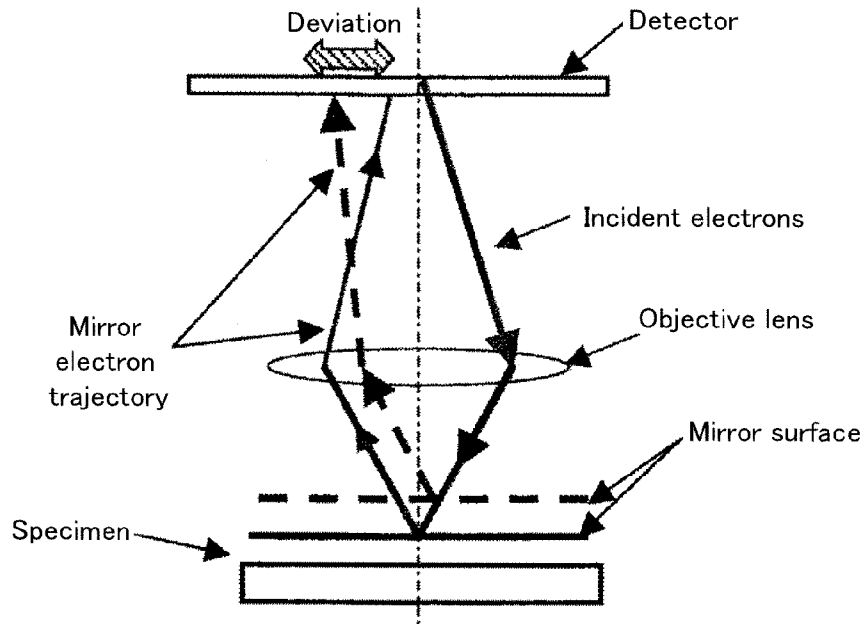 Deviation
Detector
Incident electrons
Objective lens
Mirror
electron
trajectory
Mirror surface
Specimen